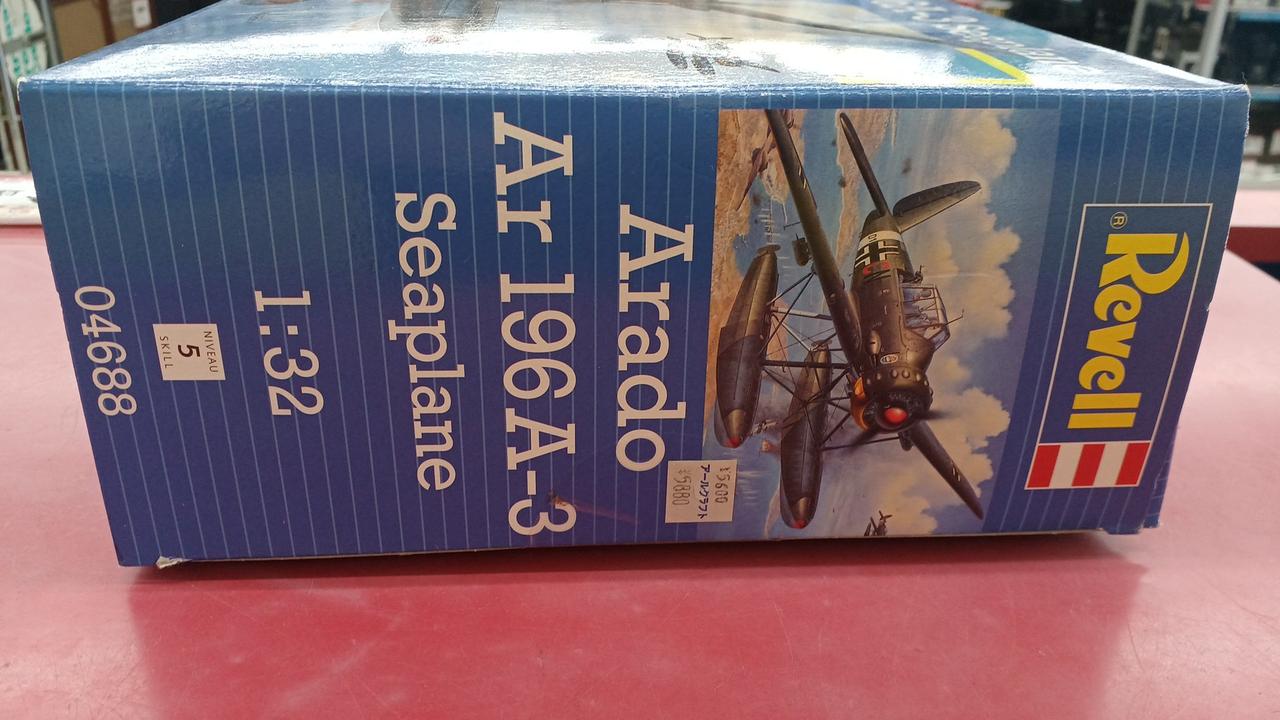 Revell
®
Arado
Ar 196 A-3
Seaplane
1:32
NIVEAU
5
SKILL
04688
¥5600
アールクラフト
¥5880